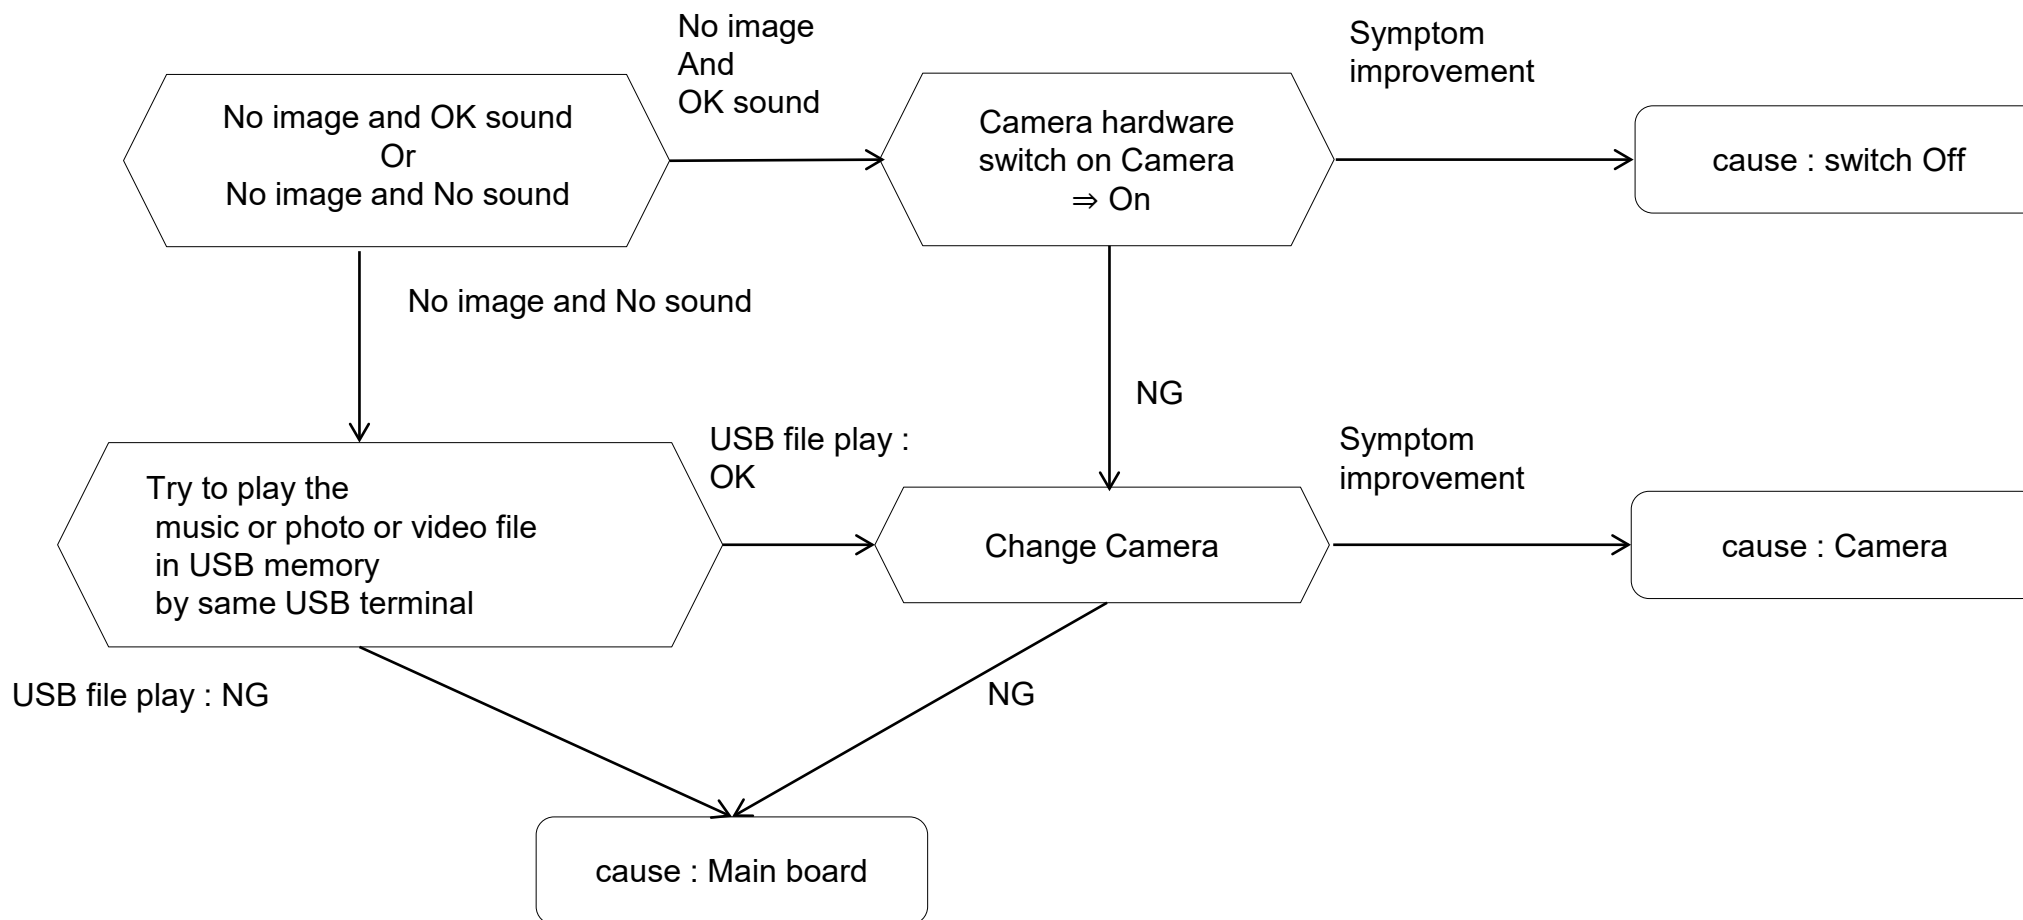 No image
And
OK sound
Symptom
improvement
No image and OK sound
Or
No image and No sound
Camera hardware
switch on Camera
⇒ On
cause : switch Off
No image and No sound
NG
USB file play :
OK
Symptom
improvement
Try to play the
music or photo or video file
in USB memory
by same USB terminal
Change Camera
cause : Camera
USB file play : NG
NG
cause : Main board